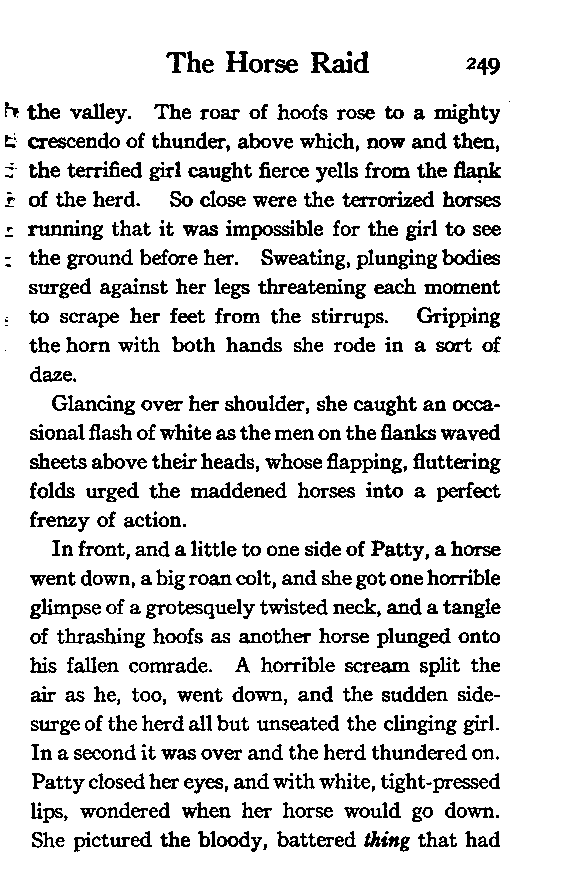 The Horse Raid 249
the valley. The roar of hoofs rose to a mighty
crescendo of thunder, above which, now and then,
the terrified girl caught fierce yells from the flank
of the herd. So close were the terrorized horses
running that it was impossible for the girl to see
the ground before her. Sweating, plunging bodies
surged against her legs threatening each moment
to scrape her feet from the stirrups. Gripping
the horn with both hands she rode in a sort of
daze.
Glancing over her shoulder, she caught an occa-
sional flash of white as the men on the flanks waved
sheets above their heads, whose flapping, fluttering
folds urged the maddened horses into a perfect
frenzy of action.
In front, and a little to one side of Patty, a horse
went down, a big roan colt, and she got one horrible
glimpse of a grotesquely twisted neck, and a tangle
of thrashing hoofs as another horse plunged onto
his fallen comrade. A horrible scream split the
air as he, too, went down, and the sudden side-
surge of the herd all but unseated the clinging girl.
In a second it was over and the herd thundered on.
Patty closed her eyes, and with white, tight-pressed
lips, wondered when her horse would go down.
She pictured the bloody, battered thing that had